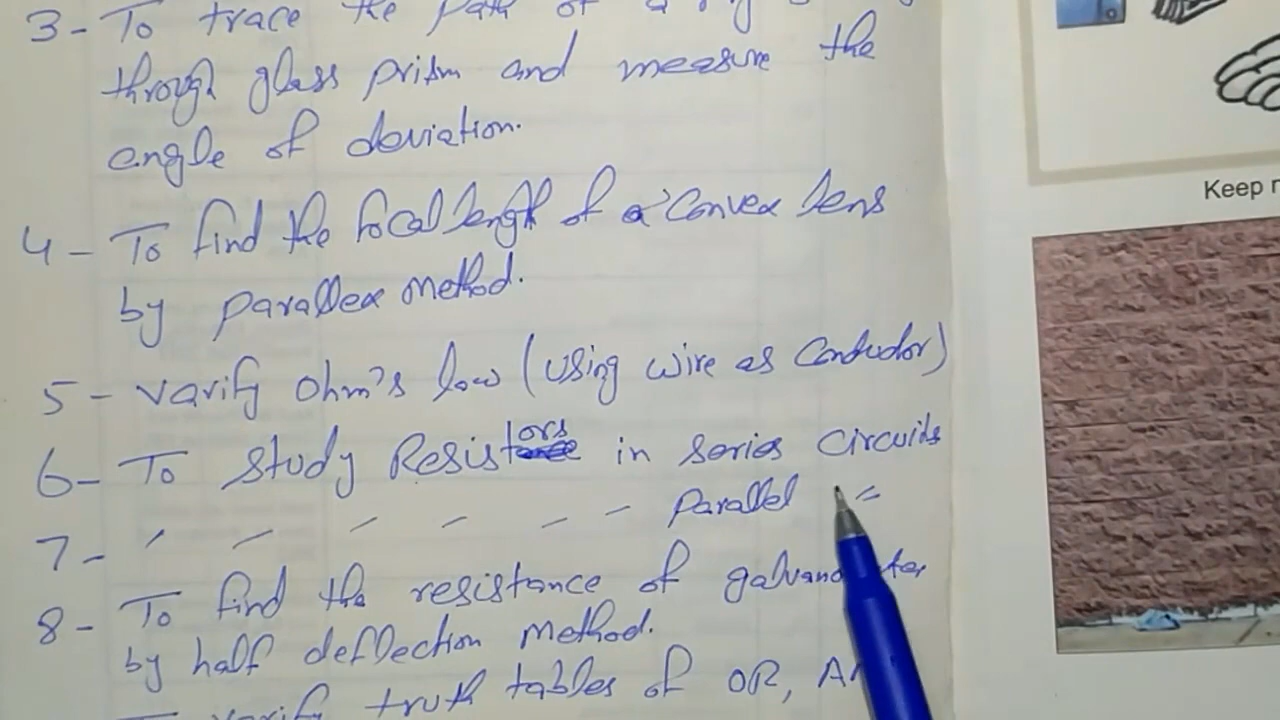 3- To trace the path of a
through glass prism and measure the
angle of deviation.
4- To find the focal length of a convex lens
by parallex method.
5- varify ohm's law (using wire as conductor)
6- To study Resistors in series circuits
7- " " " " " " parallel "
8- To find the resistance of
by half deflection method.
varify truth tables of OR,
Keep